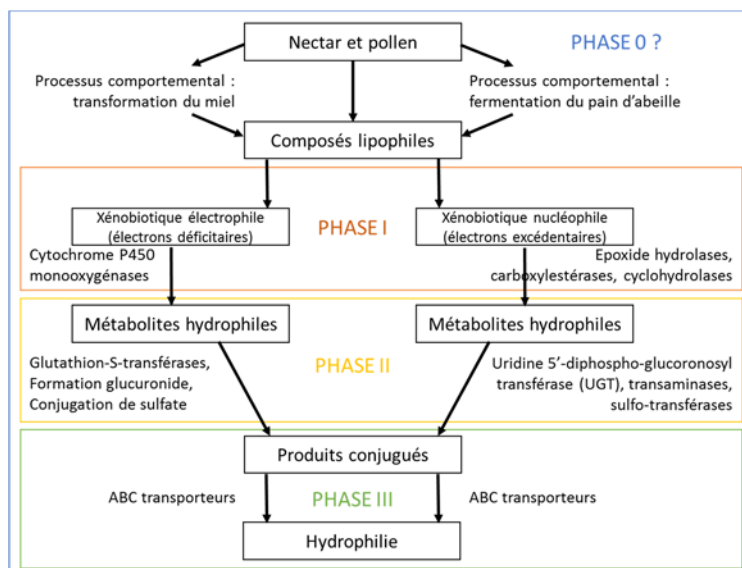 Nectar et pollen
PHASE 0 ?
Processus comportemental :
transformation du miel
Processus comportemental :
fermentation du pain d’abeille
Composés lipophiles
Xénobiotique électrophile
(électrons déficitaires)
PHASE I
Xénobiotique nucléophile
(électrons excédentaires)
Cytochrome P450
monooxygénases
Epoxide hydrolases,
carboxylestérases, cyclohydrolases
Métabolites hydrophiles
Métabolites hydrophiles
Glutathion-S-transférases,
Formation glucuronide,
Conjugation de sulfate
PHASE II
Uridine 5’-diphospho-glucoronosyl
transférase (UGT), transaminases,
sulfo-transférases
Produits conjugués
ABC transporteurs
PHASE III
ABC transporteurs
Hydrophilie